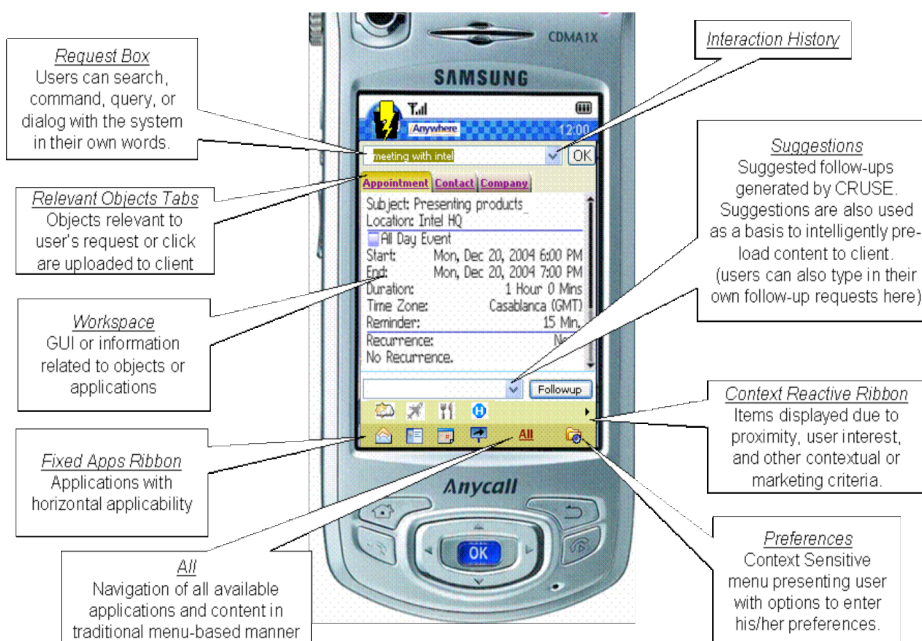 Request Box
Users can search,
command, query, or
dialog with the system
in their own words.
Relevant Objects Tabs
Objects relevant to
user's request or click
are uploaded to client
Workspace
GUI or information
related to objects or
applications
Fixed Apps Ribbon
Applications with
horizontal applicability
All
Navigation of all available
applications and content in
traditional menu-based manner
CDMA1X
SAMSUNG
Anywhere
12:00
meeting with intel
OK
Appointment Contact Company
Subject: Presenting products_
Location: Intel HQ
All Day Event
Start: Mon, Dec 20, 2004 6:00 PM
End: Mon, Dec 20, 2004 7:00 PM
Duration: 1 Hour 0 Mins
Time Zone: Casablanca (GMT)
Reminder: 15 Min.
Recurrence:
No Recurrence.
Followup
All
Anycall
OK
Interaction History
Suggestions
Suggested follow-ups
generated by CRUSE.
Suggestions are also used
as a basis to intelligently pre-
load content to client.
(users can also type in their
own follow-up requests here)
Context Reactive Ribbon
Items displayed due to
proximity, user interest,
and other contextual or
marketing criteria.
Preferences
Context Sensitive
menu presenting user
with options to enter
his/her preferences.